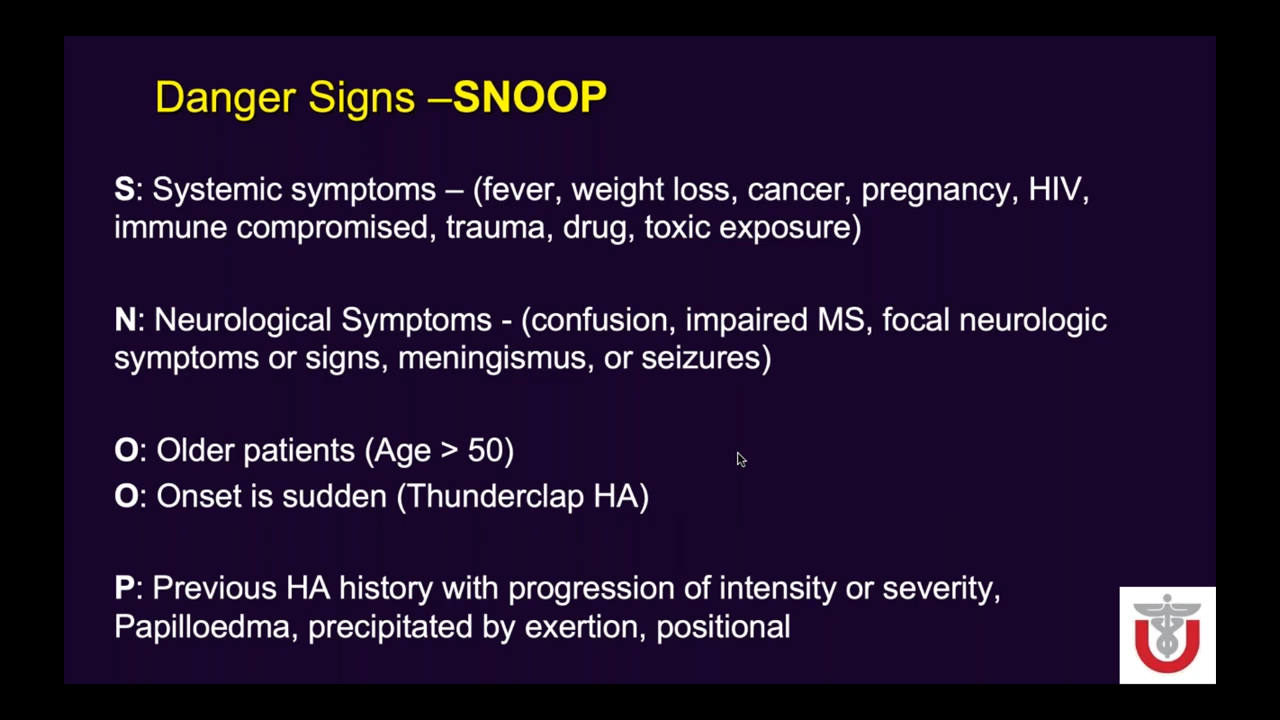 Danger Signs –SNOOP
S: Systemic symptoms – (fever, weight loss, cancer, pregnancy, HIV,
immune compromised, trauma, drug, toxic exposure)
N: Neurological Symptoms - (confusion, impaired MS, focal neurologic
symptoms or signs, meningismus, or seizures)
O: Older patients (Age > 50)
O: Onset is sudden (Thunderclap HA)
P: Previous HA history with progression of intensity or severity,
Papilloedma, precipitated by exertion, positional